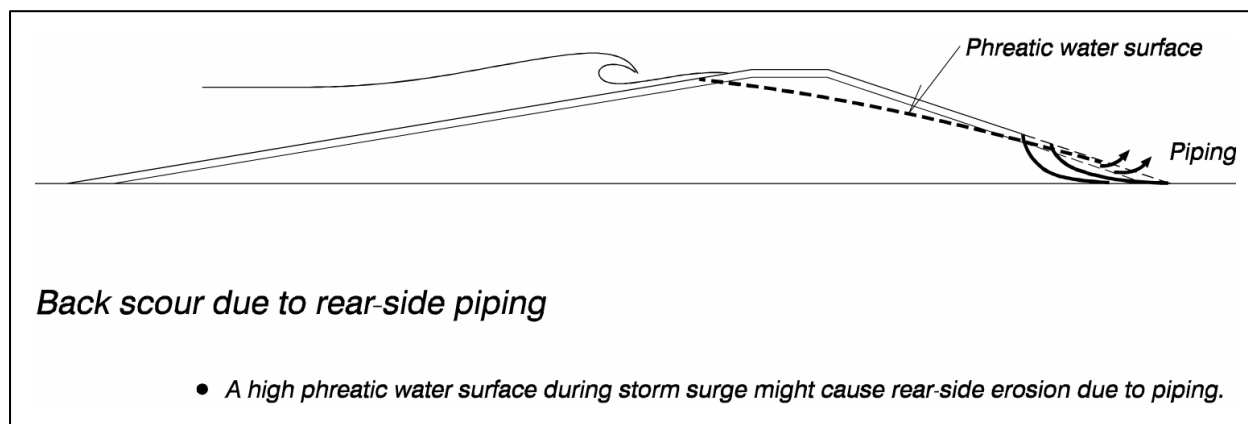 Phreatic water surface
Piping
Back scour due to rear-side piping
● A high phreatic water surface during storm surge might cause rear-side erosion due to piping.